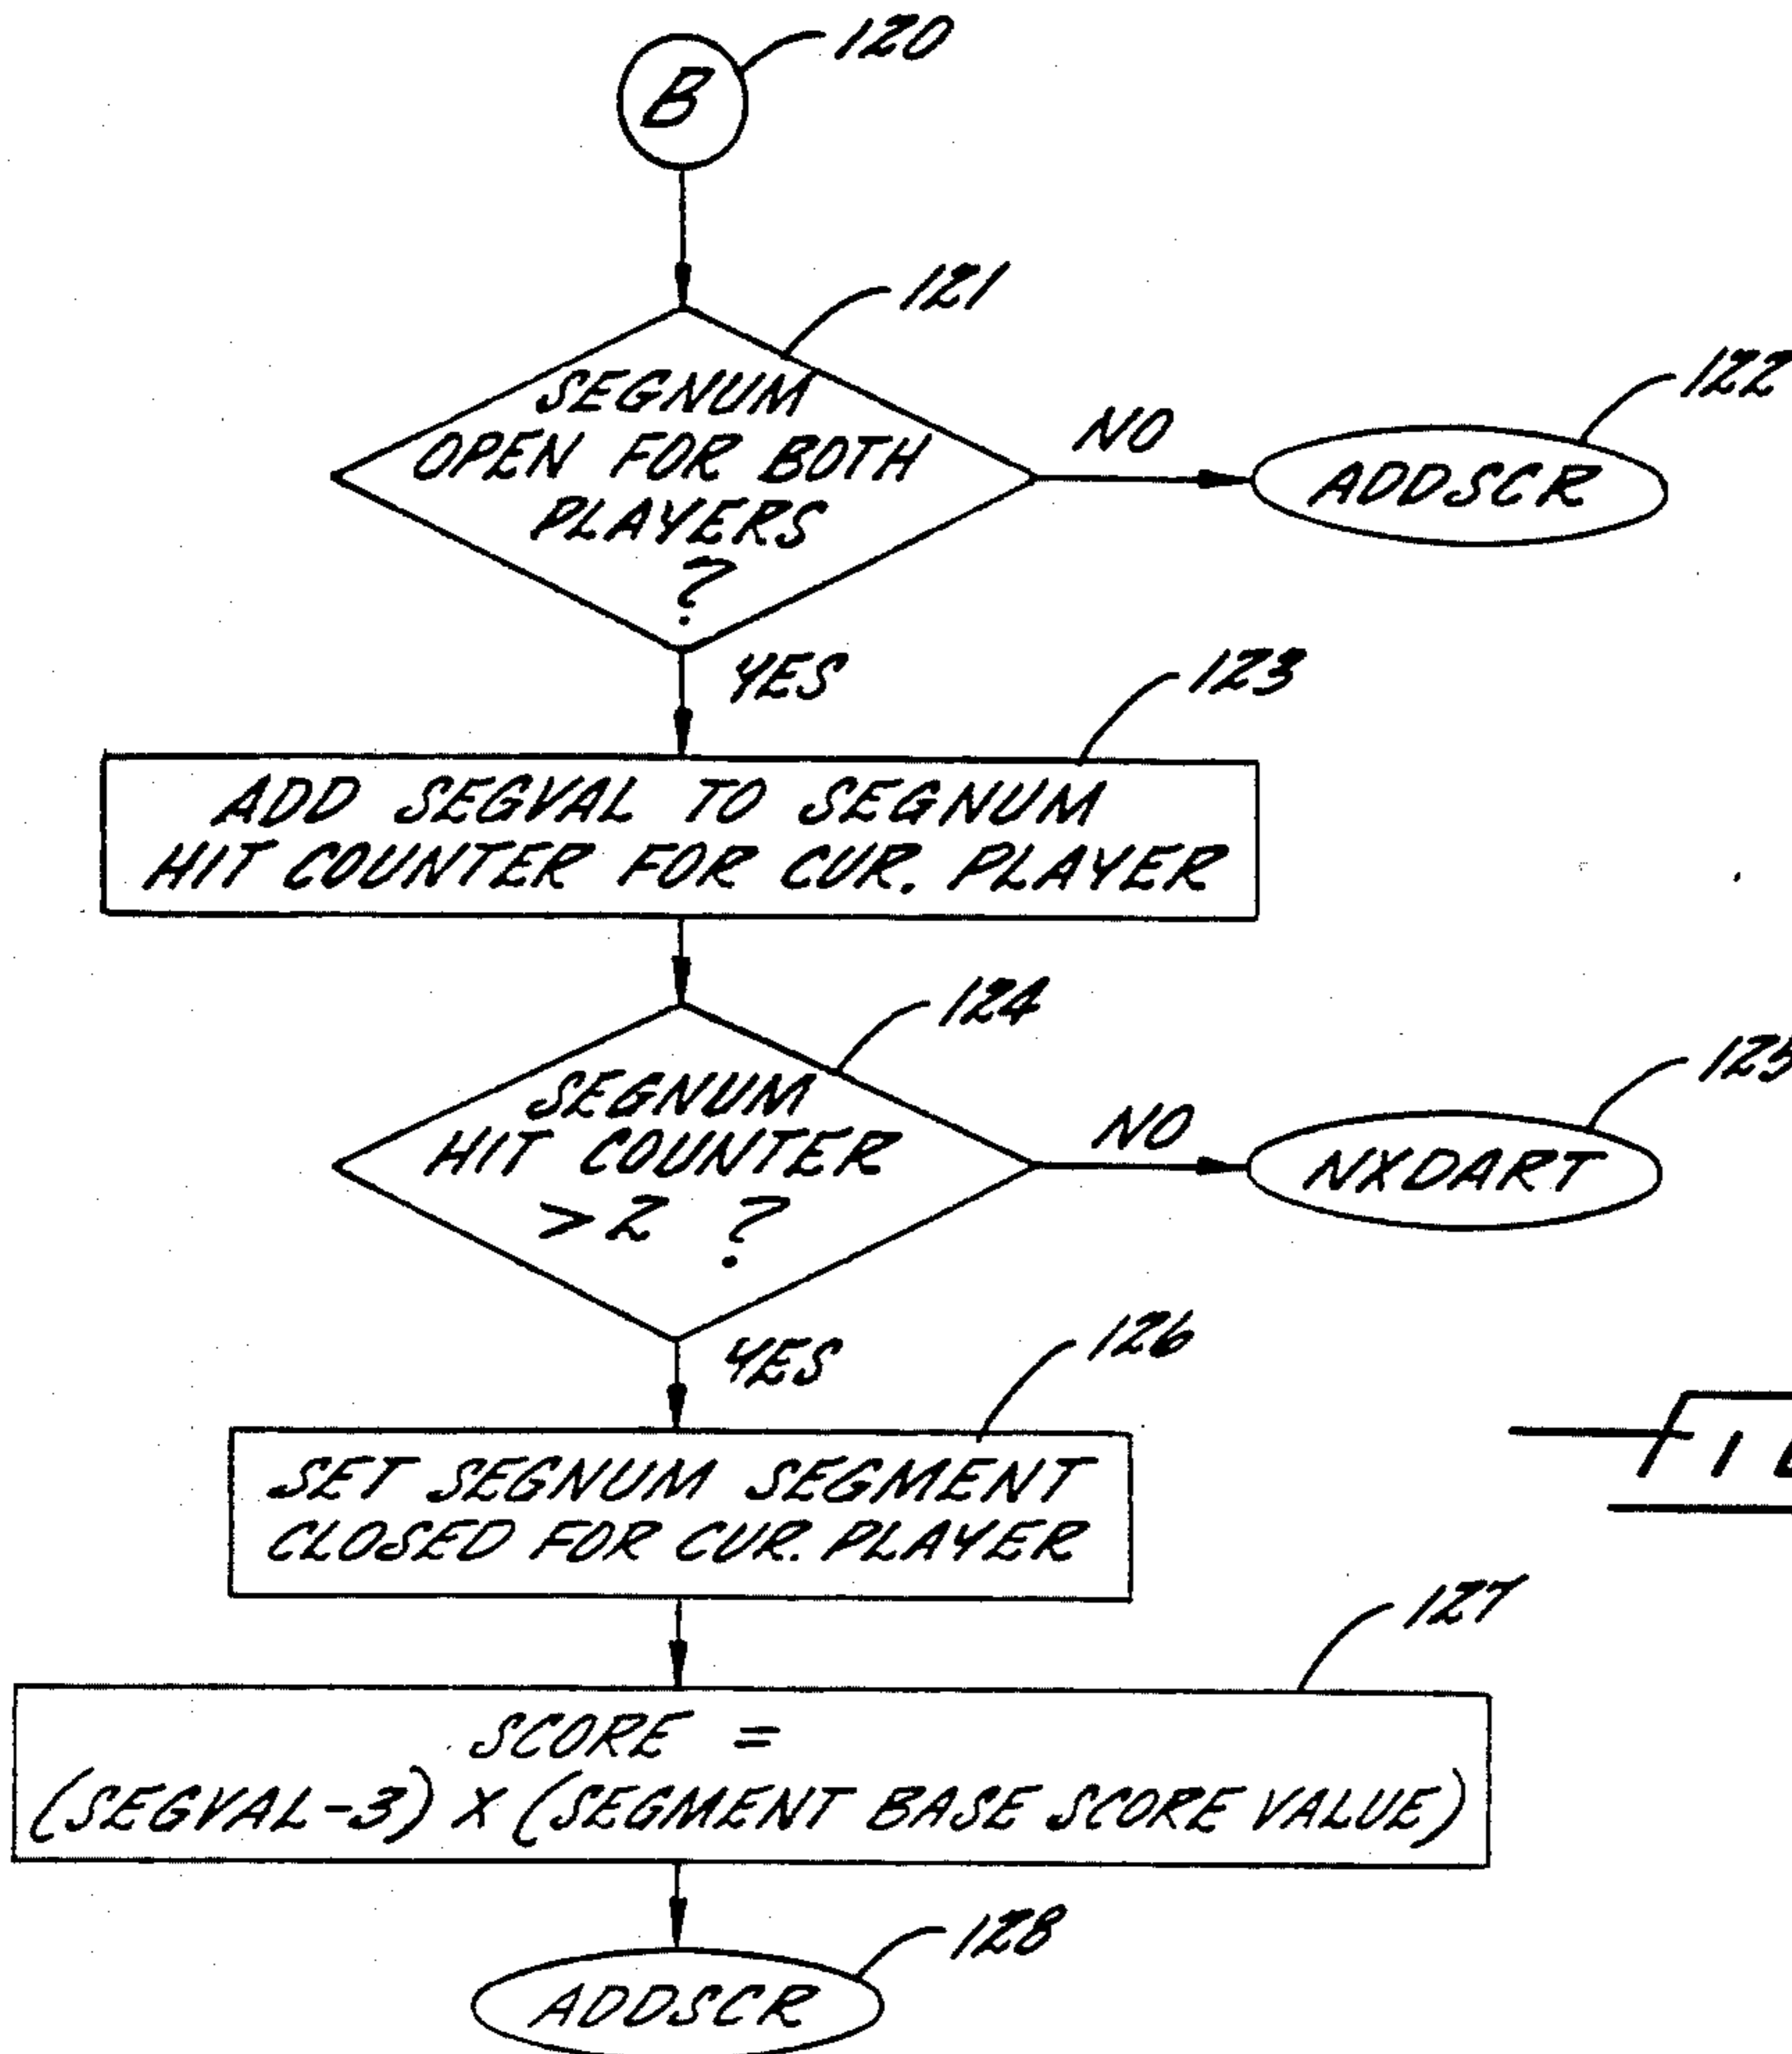 120
B
121
SEGNUM
OPEN FOR BOTH
PLAYERS
?
NO
122
ADDSCR
YES
123
ADD SEGVAL TO SEGNUM
HIT COUNTER FOR CUR. PLAYER
124
SEGNUM
HIT COUNTER
>2 ?
NO
125
NXDART
YES
126
SET SEGNUM SEGMENT
CLOSED FOR CUR. PLAYER
127
SCORE =
(SEGVAL-3) X (SEGMENT BASE SCORE VALUE)
128
ADDSCR